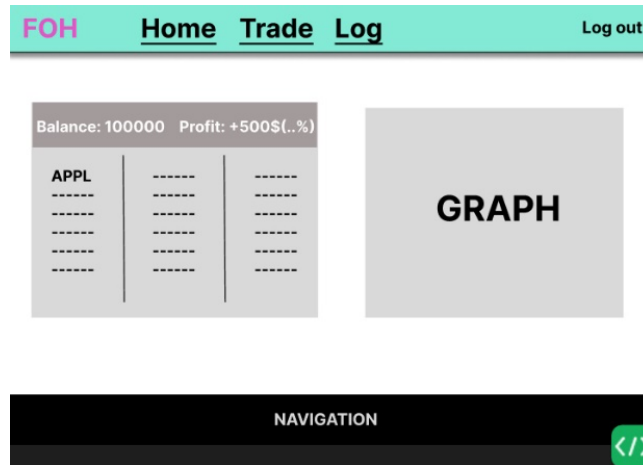 FOH Home Trade Log Log out
Balance: 100000 Profit: +500$(..%)
APPL ------ ------
------ ------ ------
------ ------ ------
------ ------ ------
------ ------ ------
------ ------ ------
GRAPH
NAVIGATION
</>